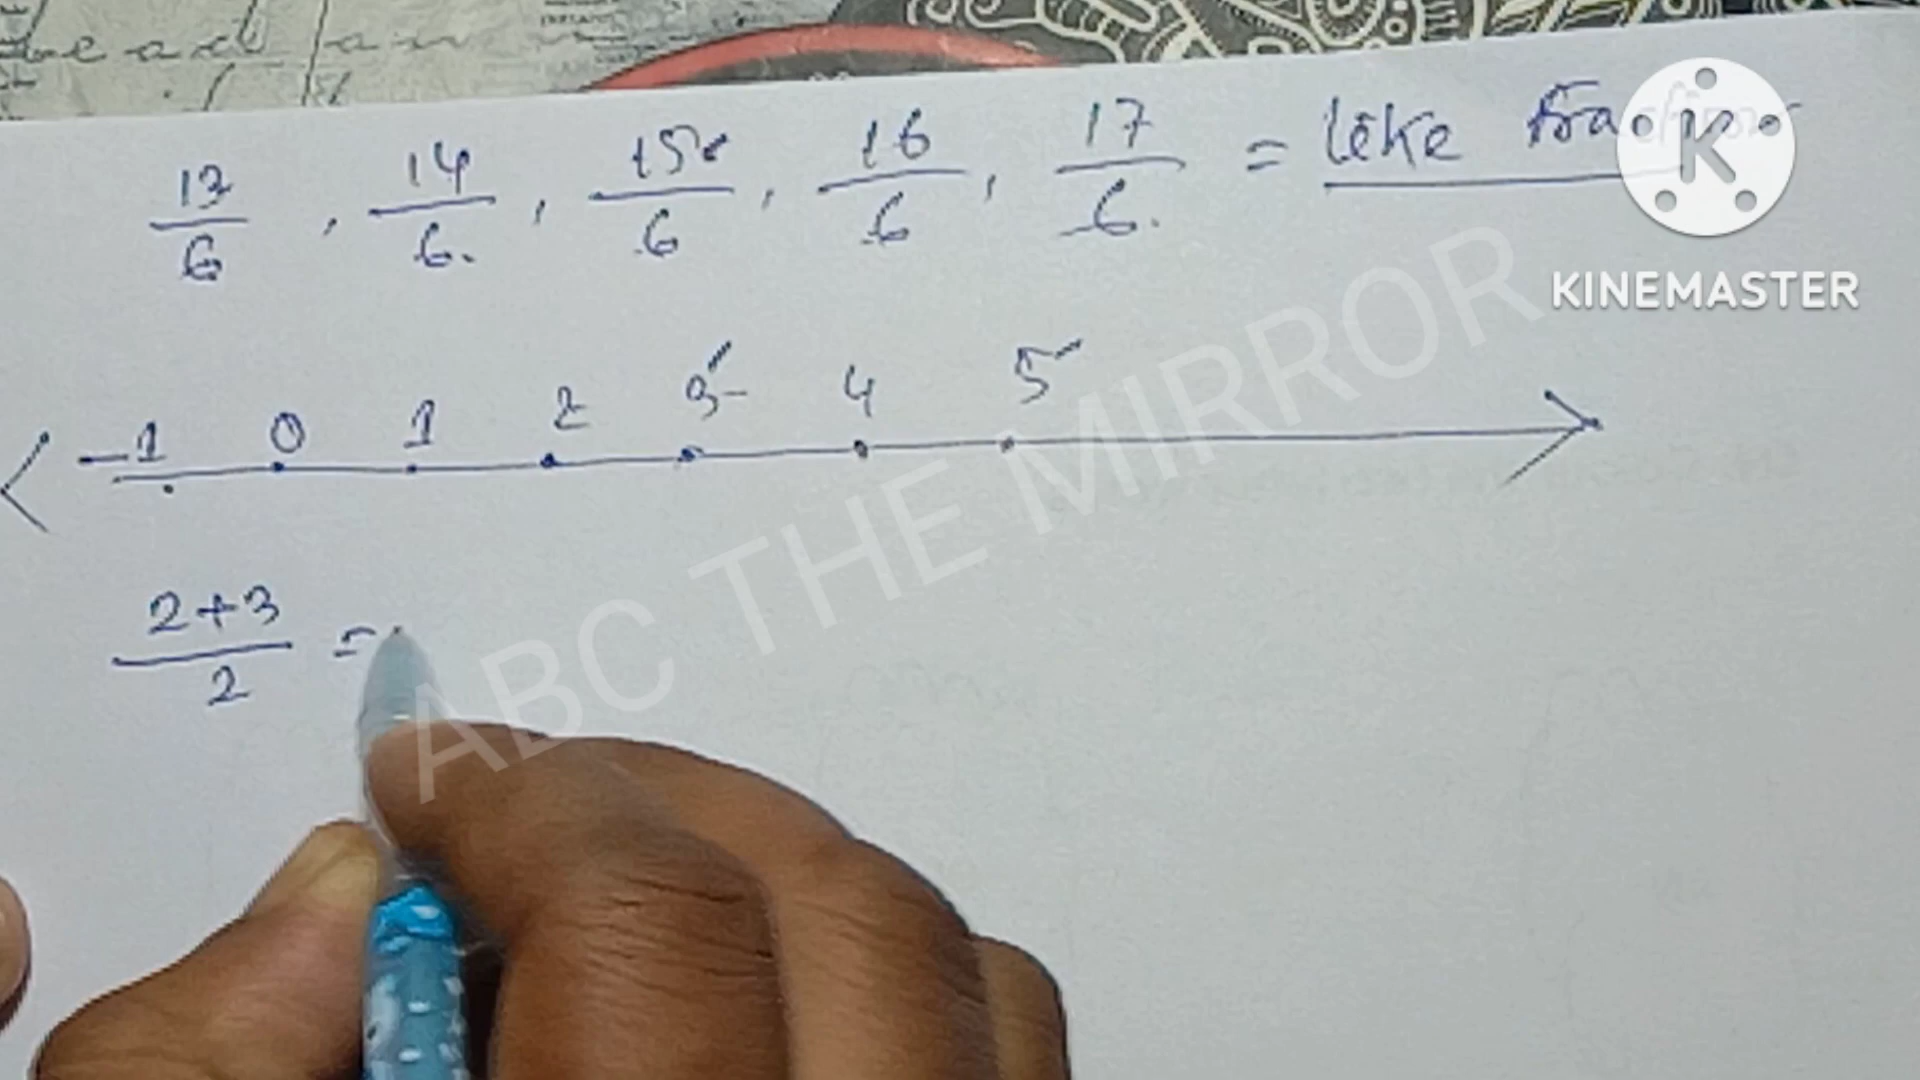 13/6 , 14/6. , 15/6 , 16/6 , 17/6. = like
KINEMASTER
-1 0 1 2 3 4 5
2+3/2 =
ABC THE MIRROR